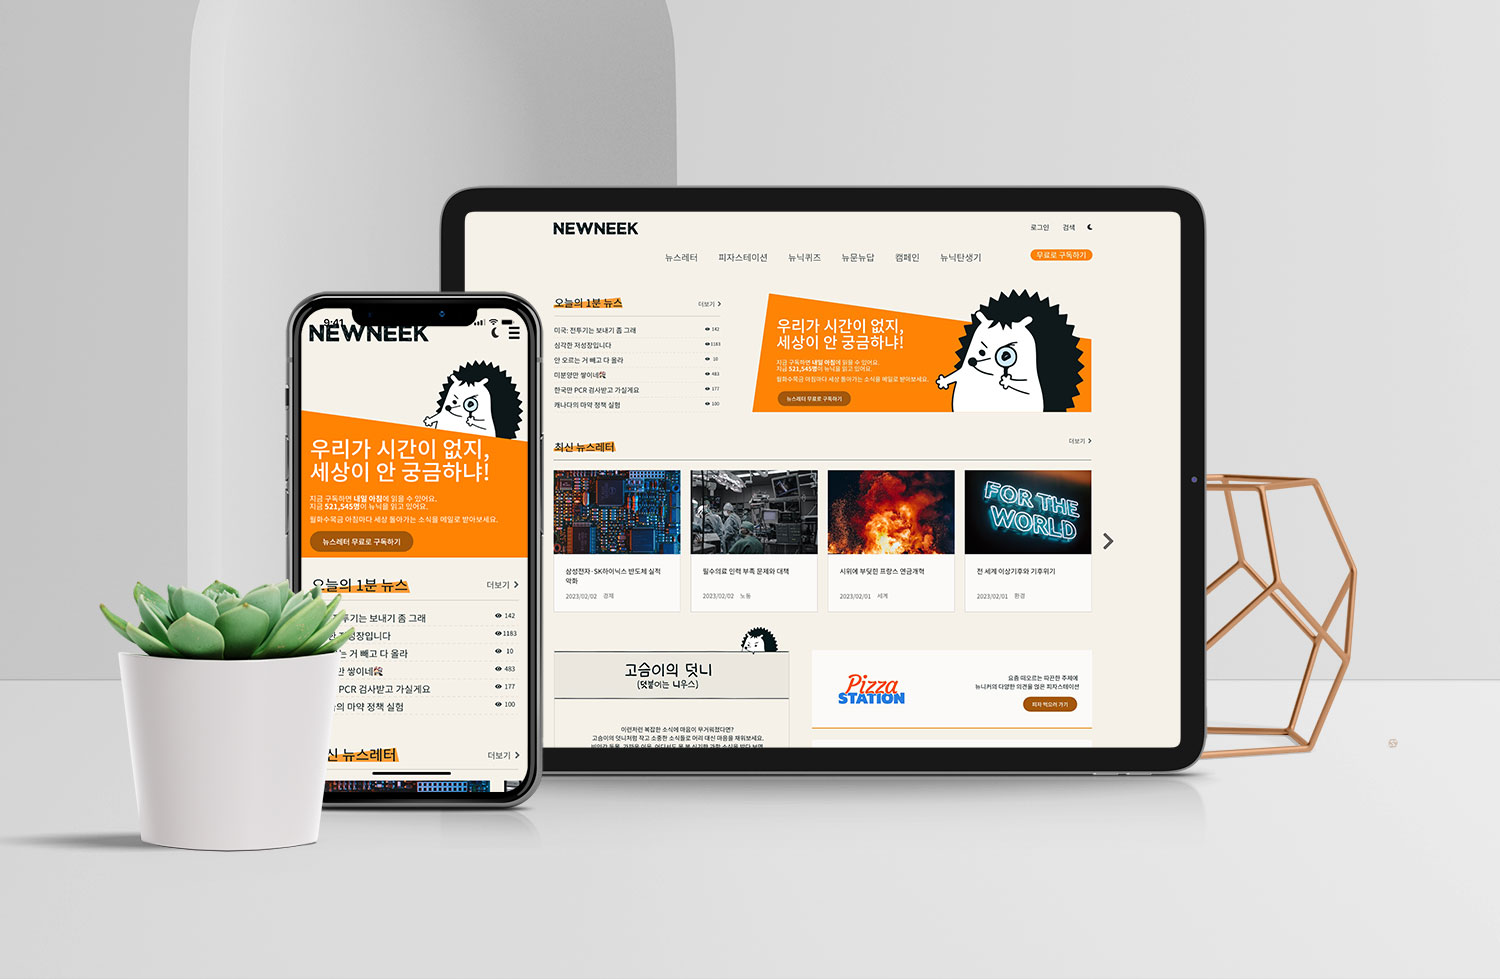 NEWNEEK
로그인 검색
뉴스레터 피자스테이션 뉴닉퀴즈 뉴문뉴답 캠페인 뉴닉탄생기
무료로 구독하기
오늘의 1분 뉴스 더보기
미국: 전투기는 보내기 좀 그래 142
심각한 저성장입니다 1183
안 오르는 거 빼고 다 올라 10
미분양만 쌓이네 483
한국만 PCR 검사받고 가실게요 177
캐나다의 마약 정책 실험 100
우리가 시간이 없지,
세상이 안 궁금하냐!
지금 구독하면 내일 아침에 읽을 수 있어요.
지금 521,545명이 뉴닉을 읽고 있어요.
월화수목금 아침마다 세상 돌아가는 소식을 메일로 받아보세요.
뉴스레터 무료로 구독하기
최신 뉴스레터 더보기
FOR THE
WORLD
삼성전자·SK하이닉스 반도체 실적
악화
2023/02/02 경제
필수의료 인력 부족 문제와 대책
2023/02/02 노동
시위에 부딪힌 프랑스 연금개혁
2023/02/01 세계
전 세계 이상기후와 기후위기
2023/02/01 환경
고슴이의 덧니
(덧붙이는 니우스)
이런저런 복잡한 소식에 마음이 무거워졌다면?
고슴이의 덧니처럼 작고 소중한 소식들로 머리 대신 마음을 채워보세요.
Pizza
STATION
요즘 떠오르는 따끈한 주제에
뉴니커의 다양한 의견을 얹은 피자스테이션
피자 먹으러 가기
9:41
NEWNEEK
우리가 시간이 없지,
세상이 안 궁금하냐!
지금 구독하면 내일 아침에 읽을 수 있어요.
지금 521,545명이 뉴닉을 읽고 있어요.
월화수목금 아침마다 세상 돌아가는 소식을 메일로 받아보세요.
뉴스레터 무료로 구독하기
오늘의 1분 뉴스 더보기
투기는 보내기 좀 그래 142
저성장입니다 1183
는 거 빼고 다 올라 10
만 쌓이네 483
PCR 검사받고 가실게요 177
의 마약 정책 실험 100
신 뉴스레터 더보기